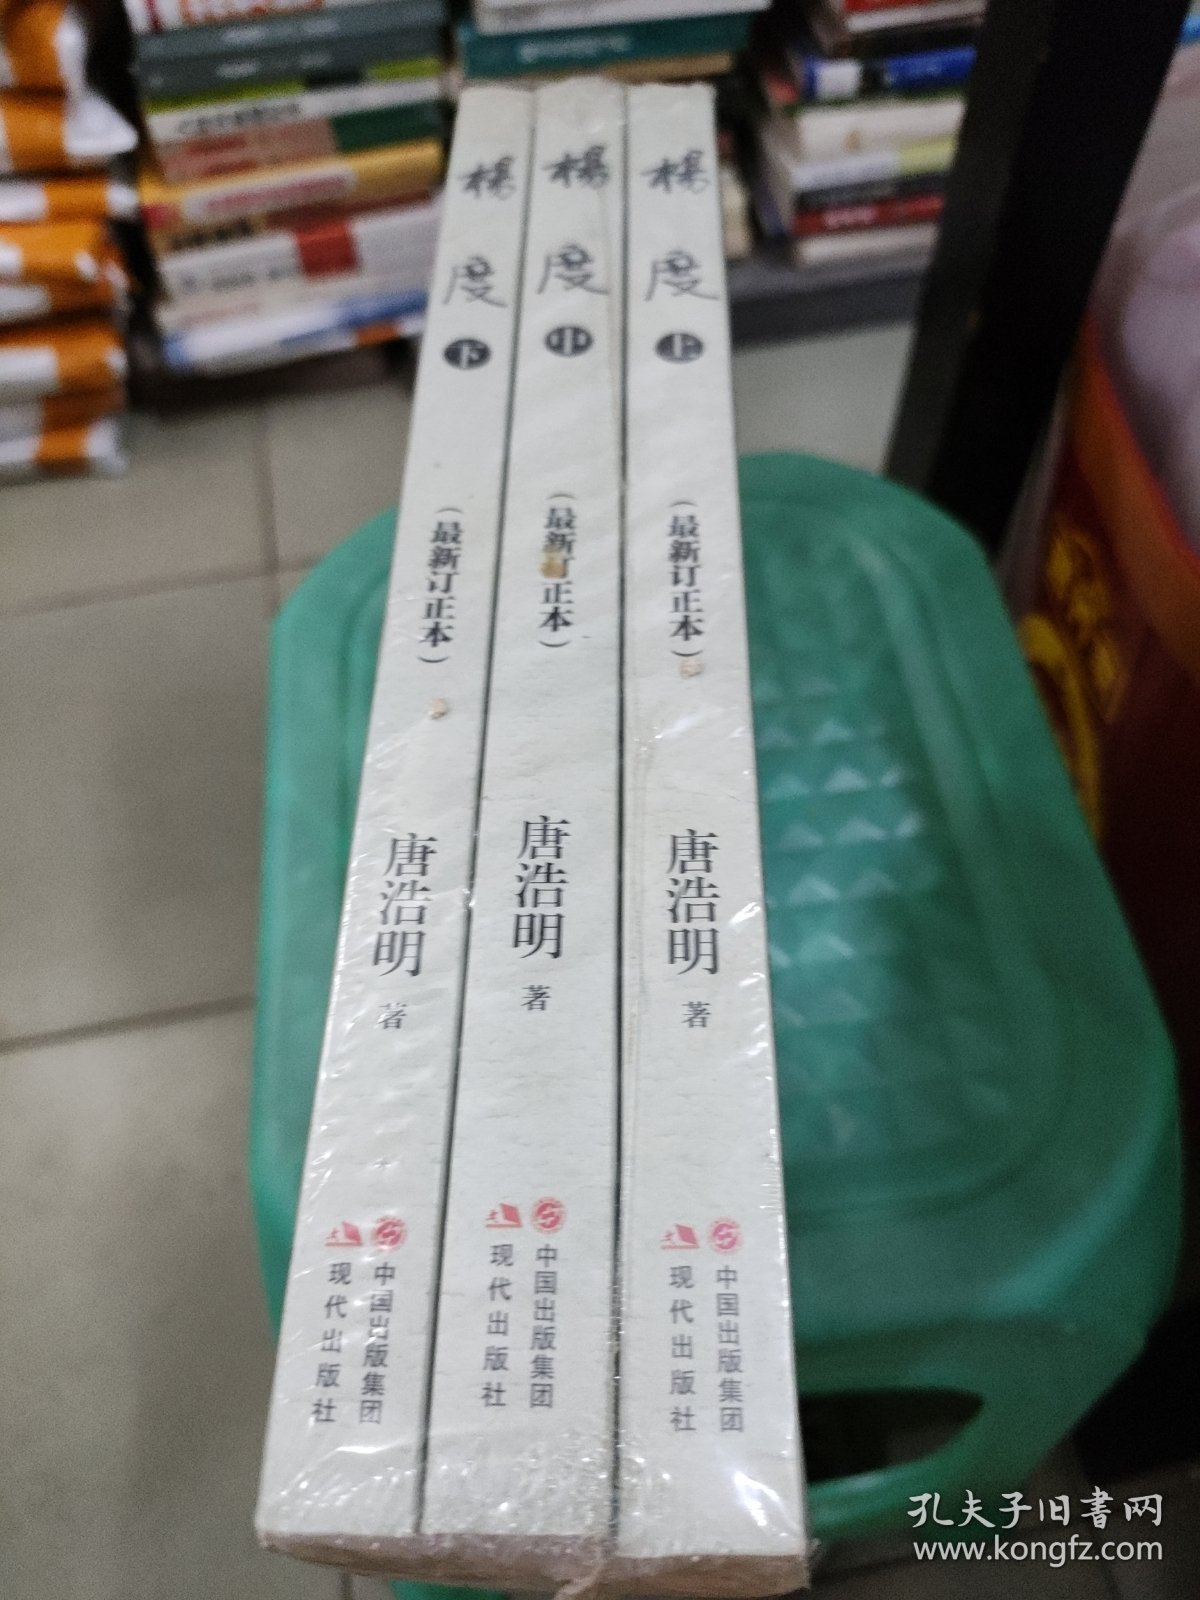 楊度 下
（最新订正本）
唐浩明 著
中国出版集团
现代出版社
楊度 中
（最新订正本）
唐浩明 著
中国出版集团
现代出版社
楊度 上
（最新订正本）
唐浩明 著
中国出版集团
现代出版社
孔夫子旧書网
www.kongfz.com